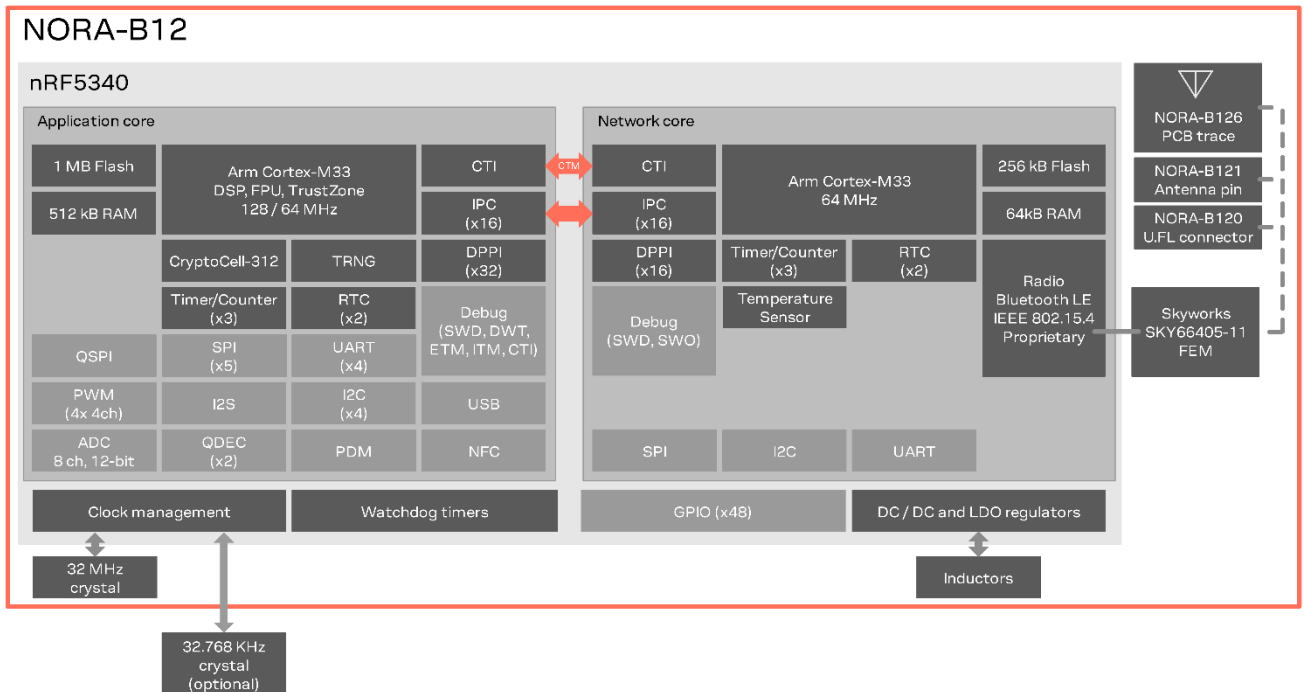 NORA-B12
nRF5340
Application core
1 MB Flash
512 kB RAM
Arm Cortex-M33
DSP, FPU, TrustZone
128 / 64 MHz
CTI
IPC
(x16)
CryptoCell-312
TRNG
DPPI
(x32)
Timer/Counter
(x3)
RTC
(x2)
Debug
(SWD, DWT,
ETM, ITM, CTI)
QSPI
SPI
(x5)
UART
(x4)
PWM
(4x 4ch)
I2S
I2C
(x4)
USB
ADC
8 ch, 12-bit
QDEC
(x2)
PDM
NFC
CTM
Network core
CTI
Arm Cortex-M33
64 MHz
256 kB Flash
IPC
(x16)
64kB RAM
DPPI
(x16)
Timer/Counter
(x3)
RTC
(x2)
Radio
Bluetooth LE
IEEE 802.15.4
Proprietary
Debug
(SWD, SWO)
Temperature
Sensor
SPI
I2C
UART
Clock management
Watchdog timers
GPIO (x48)
DC / DC and LDO regulators
32 MHz
crystal
Inductors
32.768 KHz
crystal
(optional)
NORA-B126
PCB trace
NORA-B121
Antenna pin
NORA-B120
U.FL connector
Skyworks
SKY66405-11
FEM